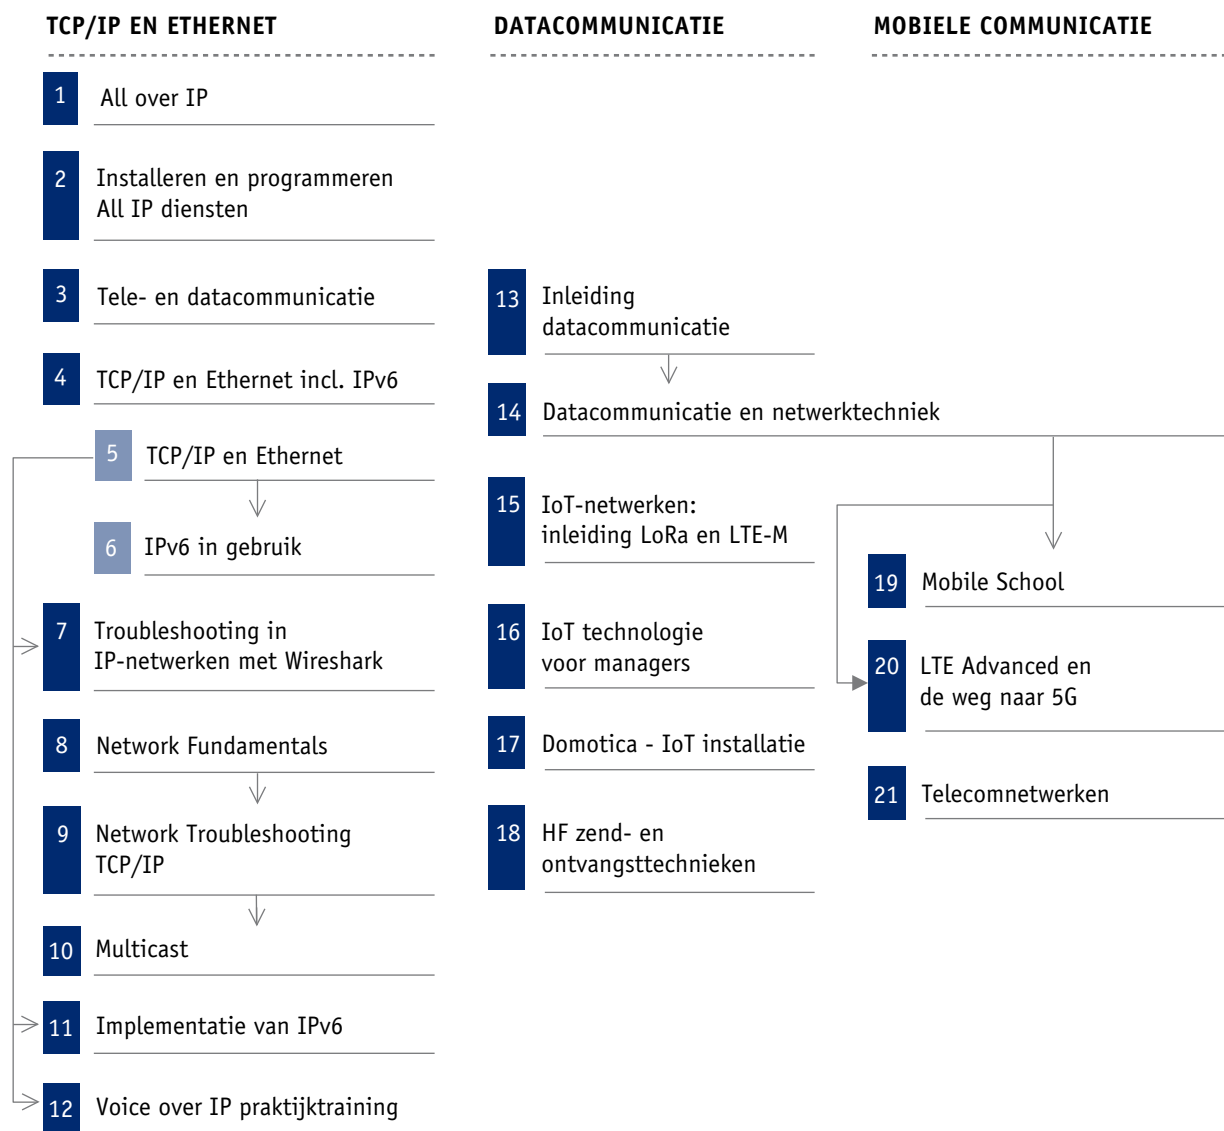 TCP/IP EN ETHERNET
1 All over IP
2 Installeren en programmeren
All IP diensten
3 Tele- en datacommunicatie
4 TCP/IP en Ethernet incl. IPv6
5 TCP/IP en Ethernet
6 IPv6 in gebruik
7 Troubleshooting in
IP-netwerken met Wireshark
8 Network Fundamentals
9 Network Troubleshooting
TCP/IP
10 Multicast
11 Implementatie van IPv6
12 Voice over IP praktijktraining
DATACOMMUNICATIE
13 Inleiding
datacommunicatie
14 Datacommunicatie en netwerktechniek
15 IoT-netwerken:
inleiding LoRa en LTE-M
16 IoT technologie
voor managers
17 Domotica - IoT installatie
18 HF zend- en
ontvangsttechnieken
MOBIELE COMMUNICATIE
19 Mobile School
20 LTE Advanced en
de weg naar 5G
21 Telecomnetwerken